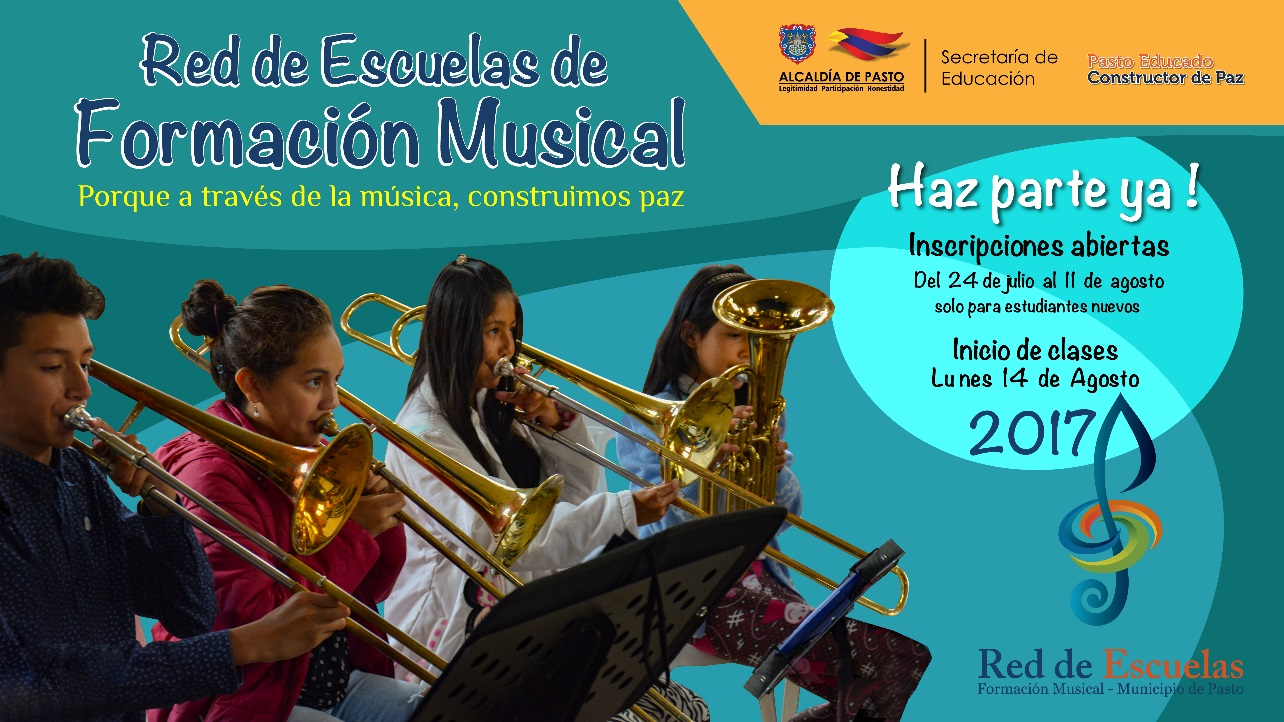 Red de Escuelas de
Formación Musical
Porque a través de la música, construimos paz
ALCALDÍA DE PASTO
Legitimidad Participación Honestidad
Secretaría de
Educación
Pasto Educado
Constructor de Paz
Haz parte ya !
Inscripciones abiertas
Del 24 de julio al 11 de agosto
solo para estudiantes nuevos
Inicio de clases
Lunes 14 de Agosto
2017
Red de Escuelas
Formación Musical - Municipio de Pasto